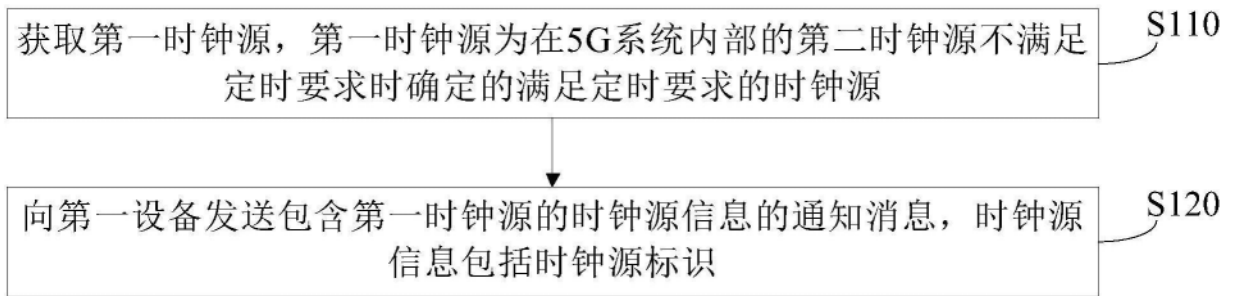 获取第一时钟源，第一时钟源为在5G系统内部的第二时钟源不满足
定时要求时确定的满足定时要求的时钟源
S110
向第一设备发送包含第一时钟源的时钟源信息的通知消息，时钟源
信息包括时钟源标识
S120